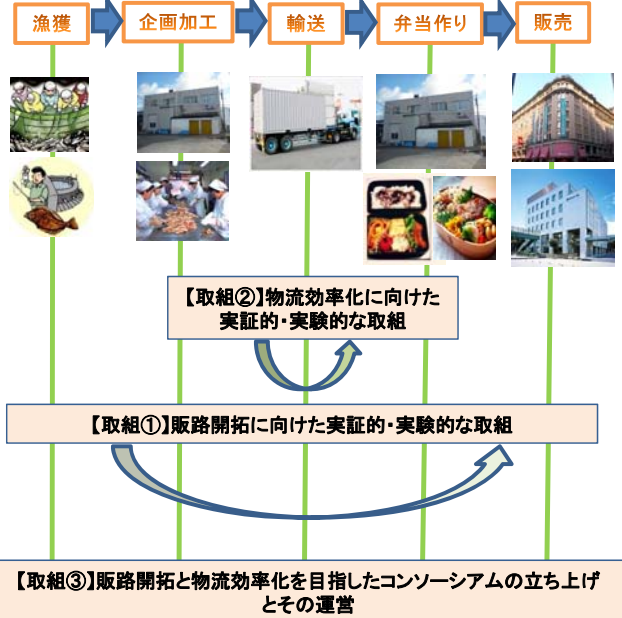 漁獲
企画加工
輸送
弁当作り
販売
【取組②】物流効率化に向けた
実証的・実験的な取組
【取組①】販路開拓に向けた実証的・実験的な取組
【取組③】販路開拓と物流効率化を目指したコンソーシアムの立ち上げ
とその運営